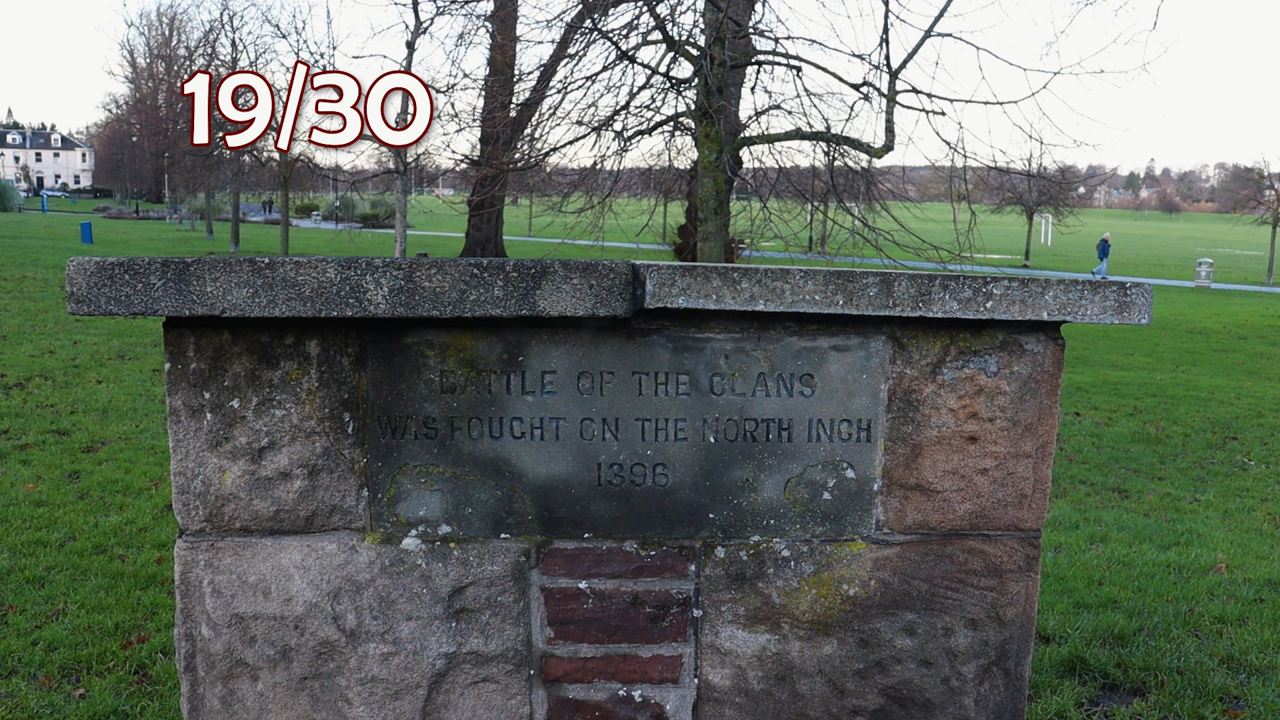 19/30
BATTLE OF THE CLANS
WAS FOUGHT ON THE NORTH INCH
1396